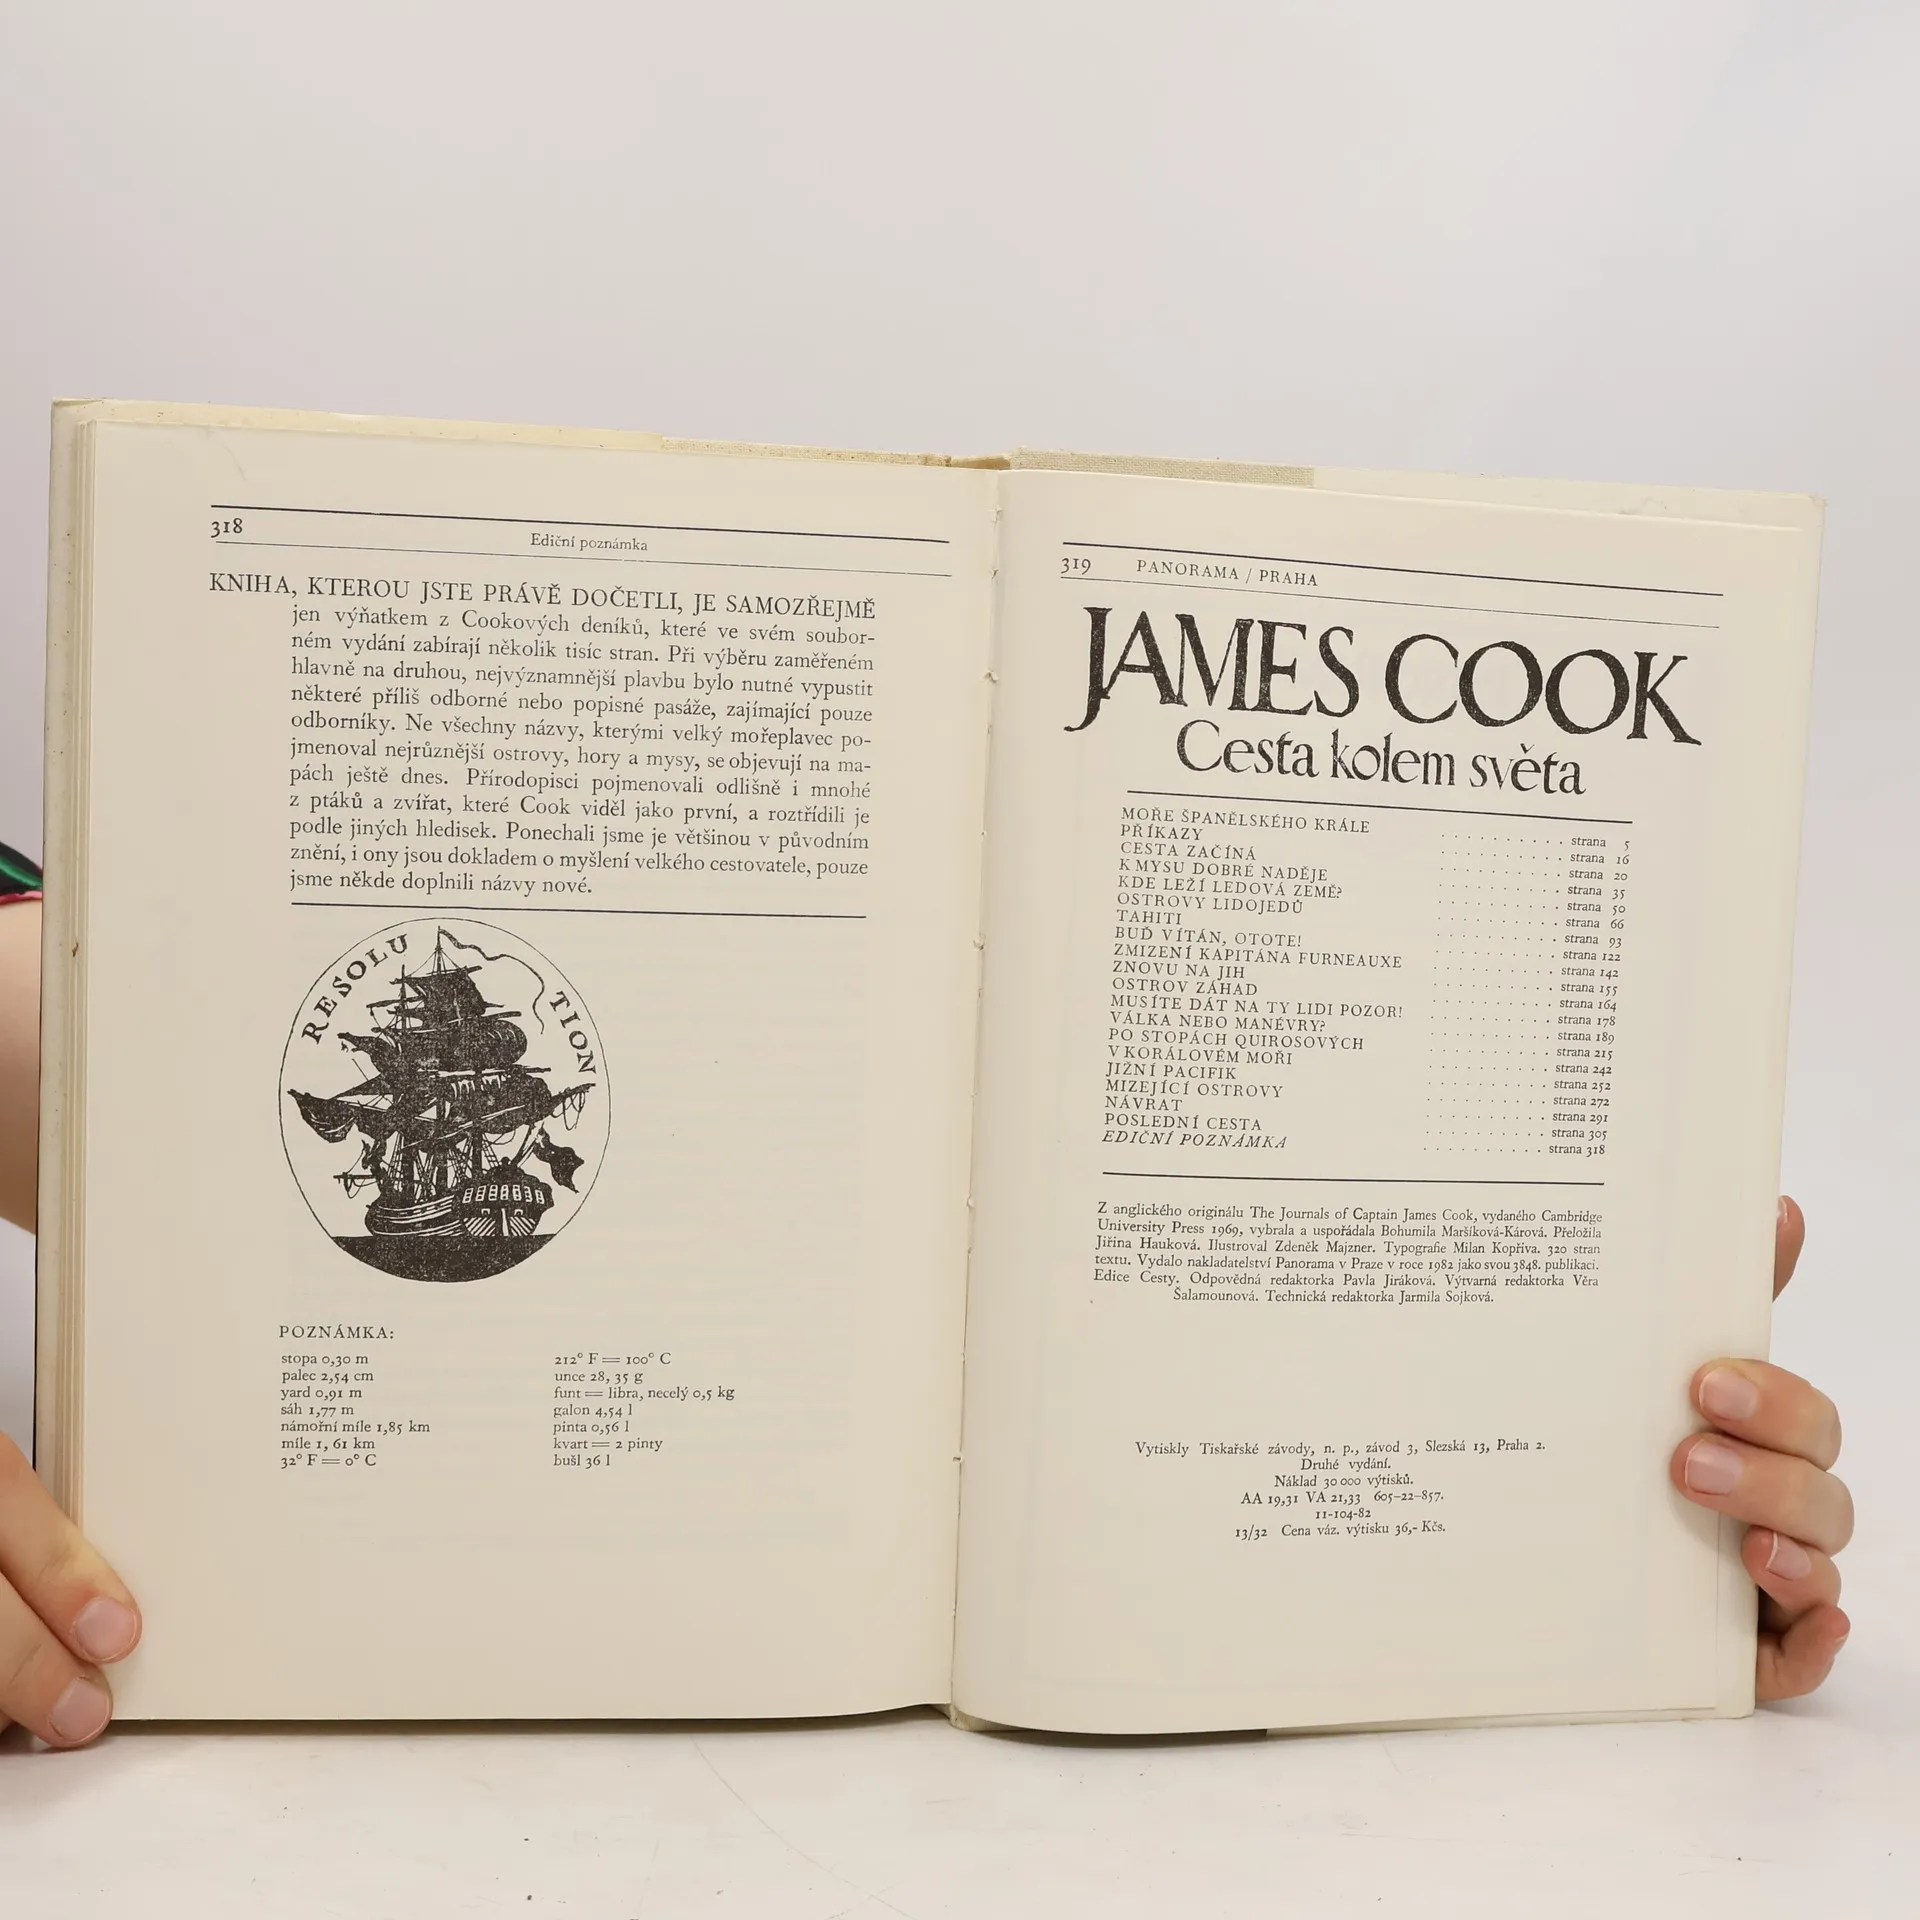 318
Ediční poznámka
KNIHA, KTEROU JSTE PRÁVĚ DOČETLI, JE SAMOZŘEJMĚ
jen výňatkem z Cookových deníků, které ve svém soubor-
ném vydání zabírají několik tisíc stran. Při výběru zaměřeném
hlavně na druhou, nejvýznamnější plavbu bylo nutné vypustit
některé příliš odborné nebo popisné pasáže, zajímající pouze
odborníky. Ne všechny názvy, kterými velký mořeplavec po-
jmenoval nejrůznější ostrovy, hory a mysy, se objevují na ma-
pách ještě dnes. Přírodopisci pojmenovali odlišně i mnohé
z ptáků a zvířat, které Cook viděl jako první, a roztřídili je
podle jiných hledisek. Ponechali jsme je většinou v původním
znění, i ony jsou dokladem o myšlení velkého cestovatele, pouze
jsme někde doplnili názvy nové.
RESOLU TION
POZNÁMKA:
stopa 0,30 m
palec 2,54 cm
yard 0,91 m
sáh 1,77 m
námořní míle 1,85 km
míle 1, 61 km
32° F = 0° C
212° F = 100° C
unce 28, 35 g
funt = libra, necelý 0,5 kg
galon 4,54 l
pinta 0,56 l
kvart = 2 pinty
bušl 36 l
319 PANORAMA / PRAHA
JAMES COOK
Cesta kolem světa
MOŘE ŠPANĚLSKÉHO KRÁLE . . . . . . . . strana 5
PŘÍKAZY . . . . . . . . . . strana 16
CESTA ZAČÍNÁ . . . . . . . . . . strana 20
K MYSU DOBRÉ NADĚJE . . . . . . . . . . strana 35
KDE LEŽÍ LEDOVÁ ZEMĚ? . . . . . . . . . . strana 50
OSTROVY LIDOJEDŮ . . . . . . . . . . strana 66
TAHITI . . . . . . . . . . strana 93
BUĎ VÍTÁN, OTOTE! . . . . . . . . . . strana 122
ZMIZENÍ KAPITÁNA FURNEAUXE . . . . . . . . . . strana 142
ZNOVU NA JIH . . . . . . . . . . strana 155
OSTROV ZÁHAD . . . . . . . . . . strana 164
MUSÍTE DÁT NA TY LIDI POZOR! . . . . . . . . . . strana 178
VÁLKA NEBO MANÉVRY? . . . . . . . . . . strana 189
PO STOPÁCH QUIROSOVÝCH . . . . . . . . . . strana 215
V KORÁLOVÉM MOŘI . . . . . . . . . . strana 242
JIŽNÍ PACIFIK . . . . . . . . . . strana 252
MIZEJÍCÍ OSTROVY . . . . . . . . . . strana 272
NÁVRAT . . . . . . . . . . strana 291
POSLEDNÍ CESTA . . . . . . . . . . strana 305
EDIČNÍ POZNÁMKA . . . . . . . . . . strana 318
Z anglického originálu The Journals of Captain James Cook, vydaného Cambridge
University Press 1969, vybrala a uspořádala Bohumila Maršíková-Kárová. Přeložila
Jiřina Hauková. Ilustroval Zdeněk Majzner. Typografie Milan Kopřiva. 320 stran
textu. Vydalo nakladatelství Panorama v Praze v roce 1982 jako svou 3848. publikaci.
Edice Cesty. Odpovědná redaktorka Pavla Jiráková. Výtvarná redaktorka Věra
Šalamounová. Technická redaktorka Jarmila Sojková.
Vytiskly Tiskařské závody, n. p., závod 3, Slezská 13, Praha 2.
Druhé vydání.
Náklad 30 000 výtisků.
AA 19,31 VA 21,33 605-22-857.
11-104-82
13/32 Cena váz. výtisku 36,- Kčs.